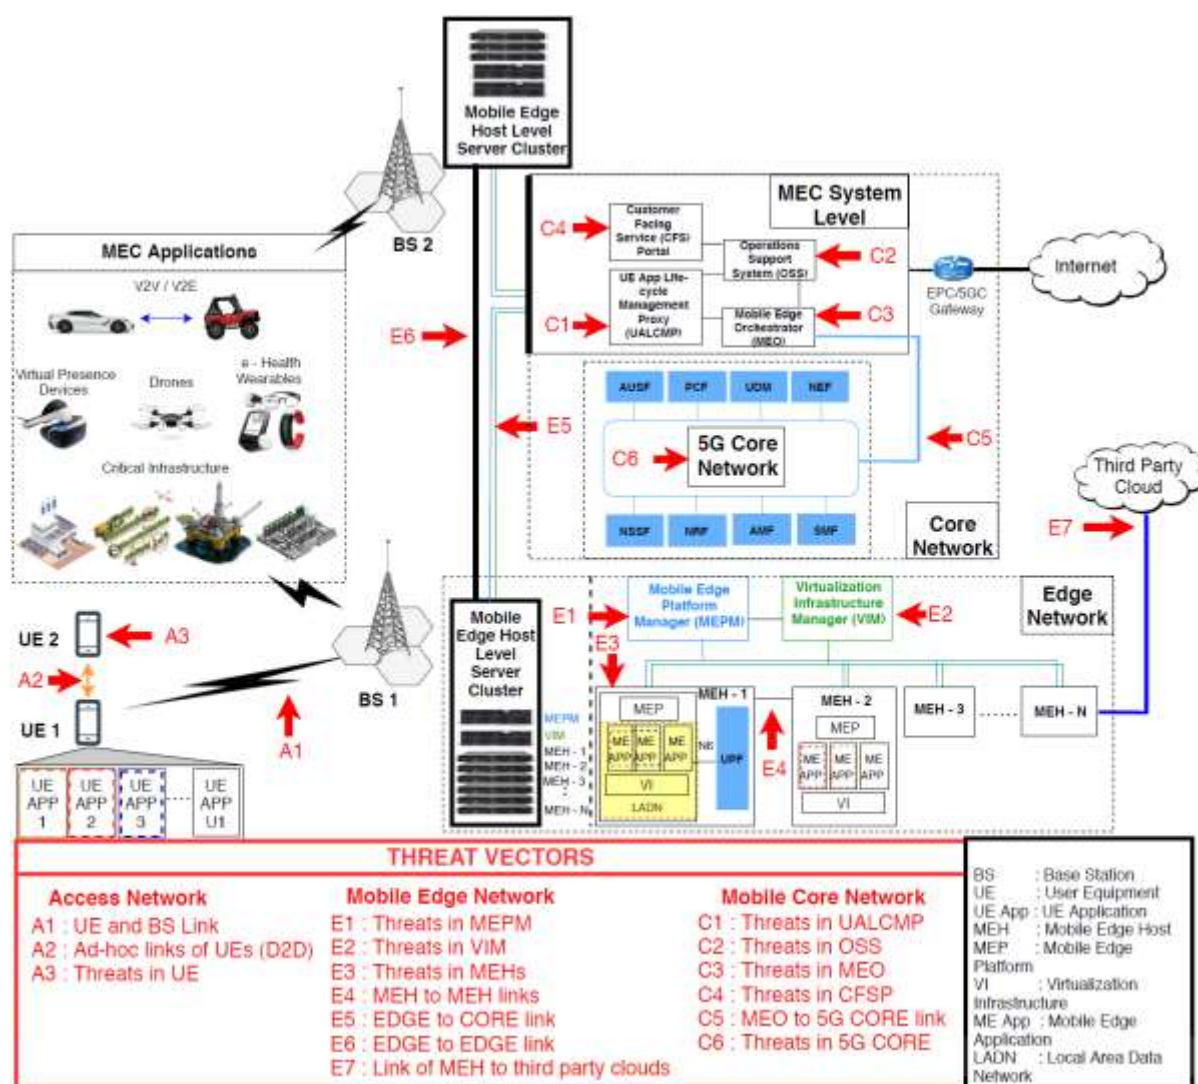 Mobile Edge
Host Level
Server Cluster
BS 2
MEC System
Level
C4
Customer
Facing
Service (CFS)
Portal
Operations
Support
System (OSS)
C2
UE App Life-
cycle
Management
Proxy
(UALCMP)
C1
Mobile Edge
Orchestrator
(MEO)
C3
EPC/5GC
Gateway
Internet
MEC Applications
V2V / V2E
Virtual Presence
Devices
Drones
e - Health
Wearables
Critical Infrastructure
E6
E5
AUSF
PCF
UDM
NEF
C6
5G Core
Network
C5
NSSF
NRF
AMF
SMF
Core
Network
Third Party
Cloud
E7
UE 2
A3
A2
UE 1
A1
BS 1
UE
APP
1
UE
APP
2
UE
APP
3
UE
APP
U1
Mobile
Edge Host
Level
Server
Cluster
MEPM
VIM
MEH - 1
MEH - 2
MEH - 3
MEH - N
E1
Mobile Edge
Platform
Manager (MEPM)
Virtualization
Infrastructure
Manager (VIM)
E2
Edge
Network
E3
MEH - 1
MEP
ME
APP
ME
APP
ME
APP
VI
LADN
N6
UPF
E4
MEH - 2
MEP
ME
APP
ME
APP
ME
APP
VI
MEH - 3
MEH - N
THREAT VECTORS
Access Network
A1 : UE and BS Link
A2 : Ad-hoc links of UEs (D2D)
A3 : Threats in UE
Mobile Edge Network
E1 : Threats in MEPM
E2 : Threats in VIM
E3 : Threats in MEHs
E4 : MEH to MEH links
E5 : EDGE to CORE link
E6 : EDGE to EDGE link
E7 : Link of MEH to third party clouds
Mobile Core Network
C1 : Threats in UALCMP
C2 : Threats in OSS
C3 : Threats in MEO
C4 : Threats in CFSP
C5 : MEO to 5G CORE link
C6 : Threats in 5G CORE
BS : Base Station
UE : User Equipment
UE App : UE Application
MEH : Mobile Edge Host
MEP : Mobile Edge
Platform
VI : Virtualization
Infrastructure
ME App : Mobile Edge
Application
LADN : Local Area Data
Network